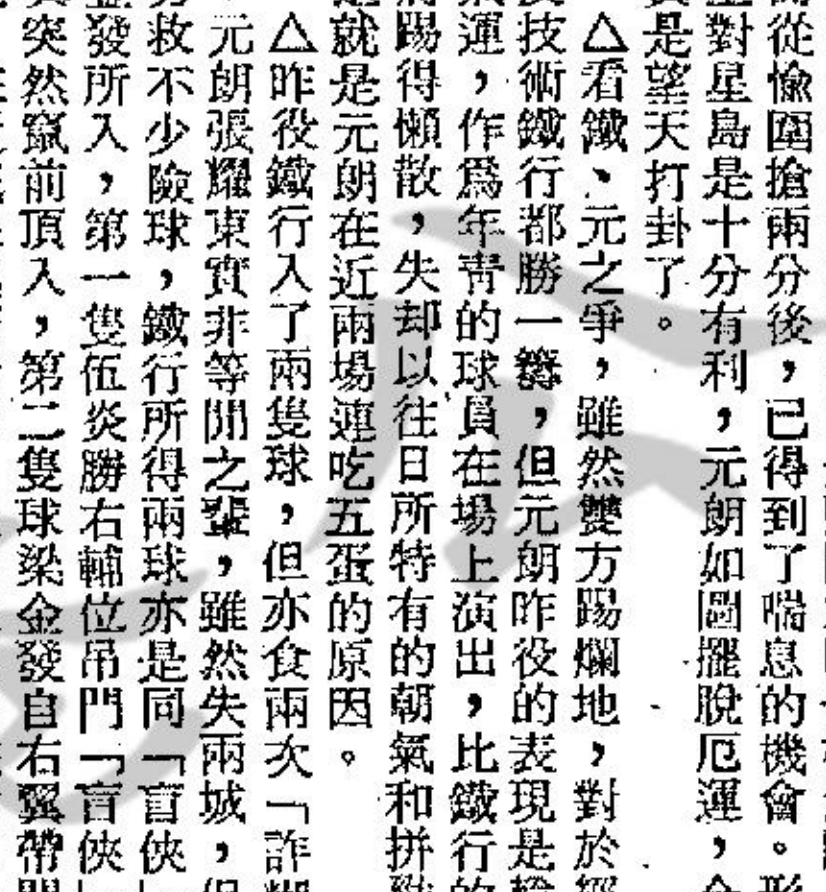 從愉園搶兩分後，已得到了喘息的機會。形
對星島是十分有利，元朗如圖擺脫厄運，
是望天打卦了。
△看鐵、元之爭，雖然雙方踢爛地，對於
技術鐵行都勝一籌，但元朗昨役的表現是
運，作爲年靑的球員在場上演出，比鐵行的
踢得懶散，失却以往日所特有的朝氣和拼
就是元朗在近兩場連吃五蛋的原因。
△昨役鐵行入了兩隻球，但亦食兩次「詐糊
元朗張耀東實非等閒之輩，雖然失兩城，但
救不少險球，鐵行所得兩球亦是同「盲俠」
發所入，第一隻伍炎勝右輔位吊門「盲俠」
突然竄前頂入，第二隻球梁金發自右翼帶